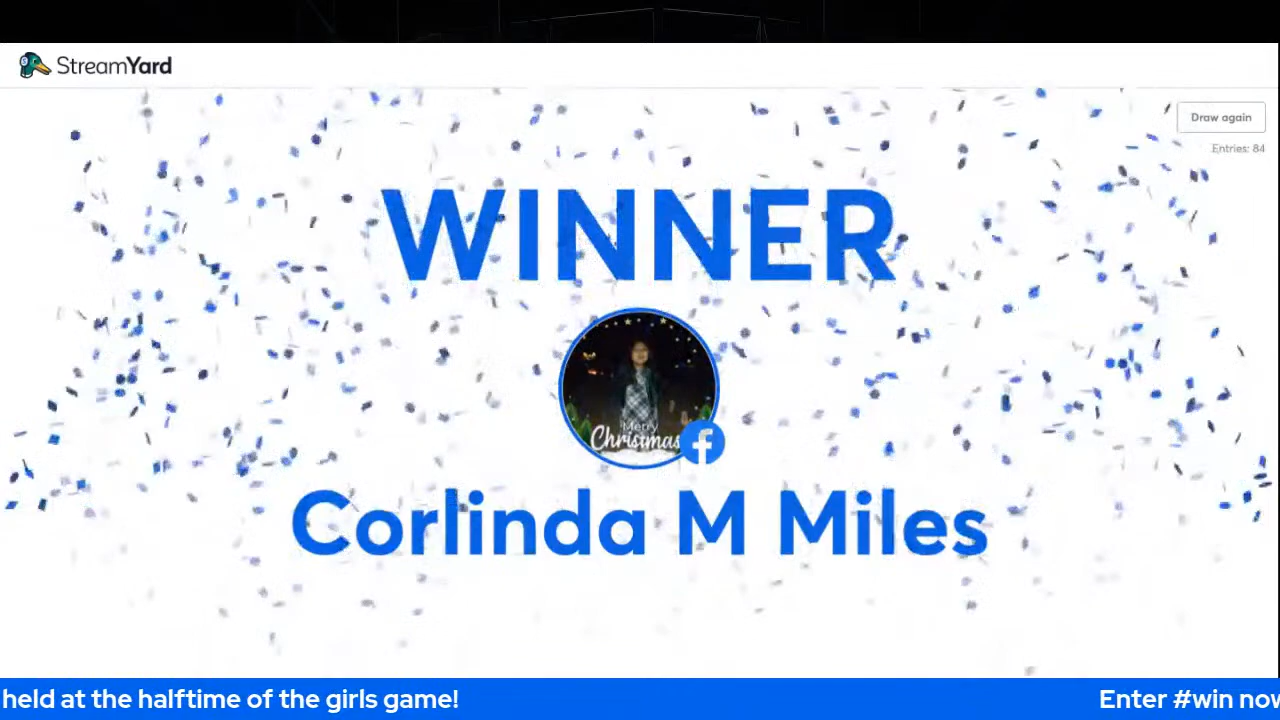 StreamYard
Draw again
Entries: 84
WINNER
Merry
Christmas
Corlinda M Miles
held at the halftime of the girls game!
Enter #win now